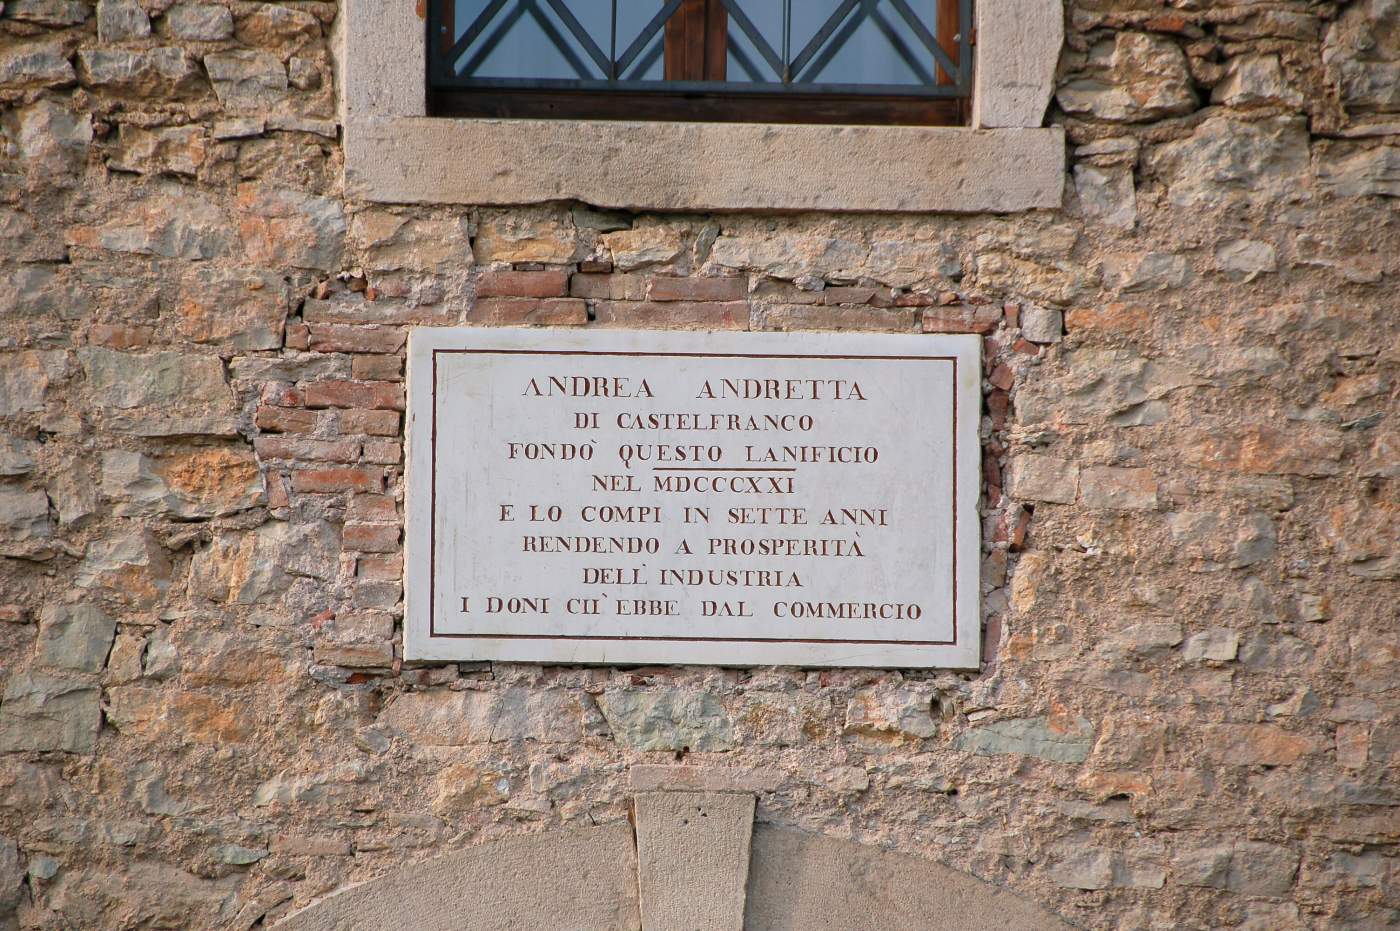 ANDREA ANDRETTA
DI CASTELFRANCO
FONDÒ QUESTO LANIFICIO
NEL MDCCCXXI
E LO COMPI IN SETTE ANNI
RENDENDO A PROSPERITÀ
DELL'INDUSTRIA
I DONI CH'EBBE DAL COMMERCIO